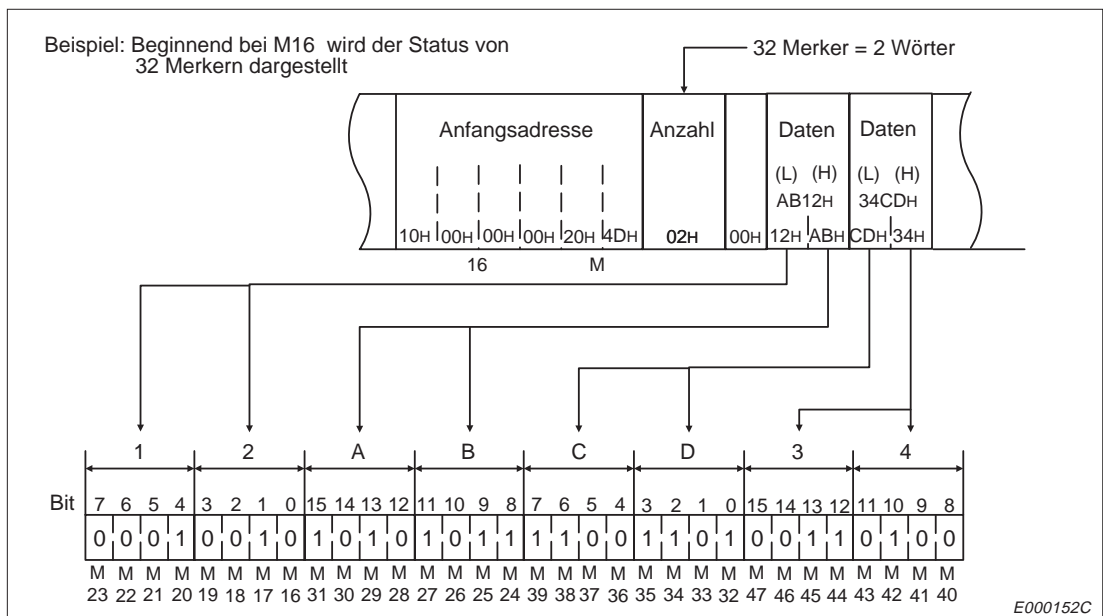 Beispiel: Beginnend bei M16 wird der Status von
32 Merkern dargestellt
32 Merker = 2 Wörter
Anfangsadresse Anzahl Daten Daten
(L) (H) (L) (H)
AB12H 34CDH
10H 00H 00H 00H 20H 4DH 02H 00H 12H ABH CDH 34H
16 M
1 2 A B C D 3 4
Bit 7 6 5 4 3 2 1 0 15 14 13 12 11 10 9 8 7 6 5 4 3 2 1 0 15 14 13 12 11 10 9 8
0 0 0 1 0 0 1 0 1 0 1 0 1 0 1 1 1 1 0 0 1 1 0 1 0 0 1 1 0 1 0 0
M M M M M M M M M M M M M M M M M M M M M M M M M M M M M M M M
23 22 21 20 19 18 17 16 31 30 29 28 27 26 25 24 39 38 37 36 35 34 33 32 47 46 45 44 43 42 41 40
E000152C